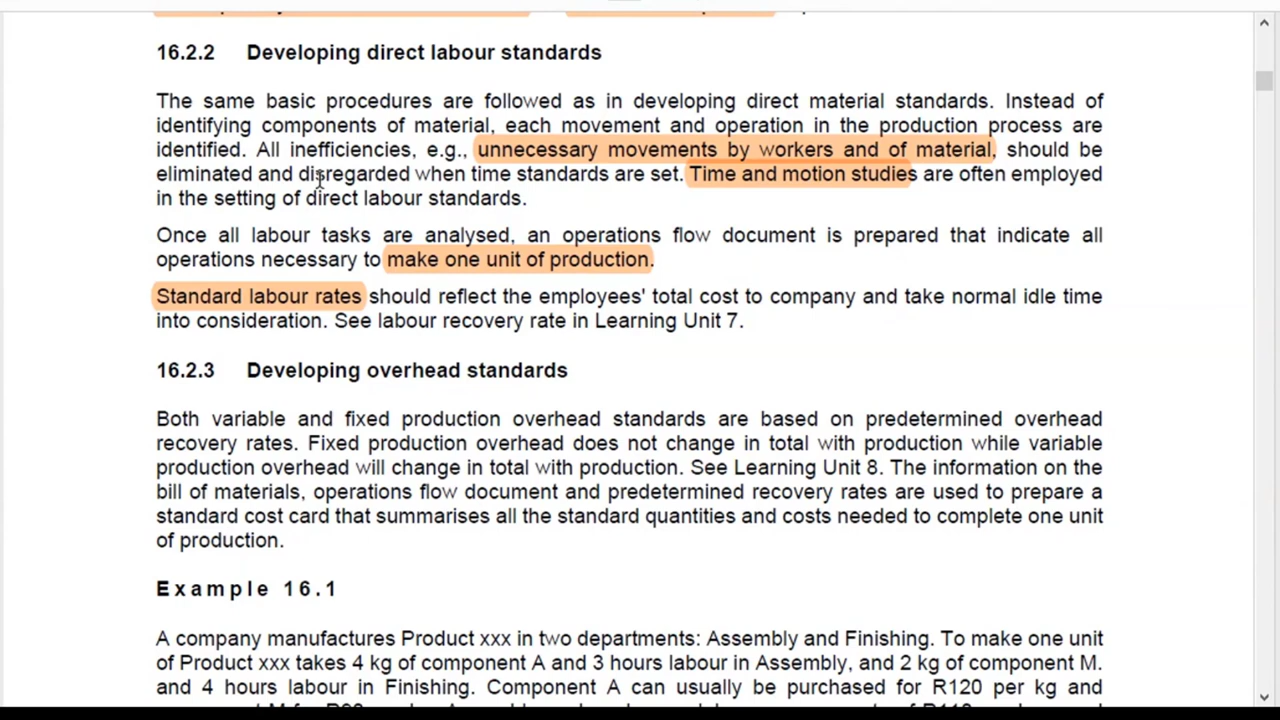 16.2.2 Developing direct labour standards
The same basic procedures are followed as in developing direct material standards. Instead of
identifying components of material, each movement and operation in the production process are
identified. All inefficiencies, e.g., unnecessary movements by workers and of material, should be
eliminated and disregarded when time standards are set. Time and motion studies are often employed
in the setting of direct labour standards.
Once all labour tasks are analysed, an operations flow document is prepared that indicate all
operations necessary to make one unit of production.
Standard labour rates should reflect the employees' total cost to company and take normal idle time
into consideration. See labour recovery rate in Learning Unit 7.
16.2.3 Developing overhead standards
Both variable and fixed production overhead standards are based on predetermined overhead
recovery rates. Fixed production overhead does not change in total with production while variable
production overhead will change in total with production. See Learning Unit 8. The information on the
bill of materials, operations flow document and predetermined recovery rates are used to prepare a
standard cost card that summarises all the standard quantities and costs needed to complete one unit
of production.
Example 16.1
A company manufactures Product xxx in two departments: Assembly and Finishing. To make one unit
of Product xxx takes 4 kg of component A and 3 hours labour in Assembly, and 2 kg of component M.
and 4 hours labour in Finishing. Component A can usually be purchased for R120 per kg and